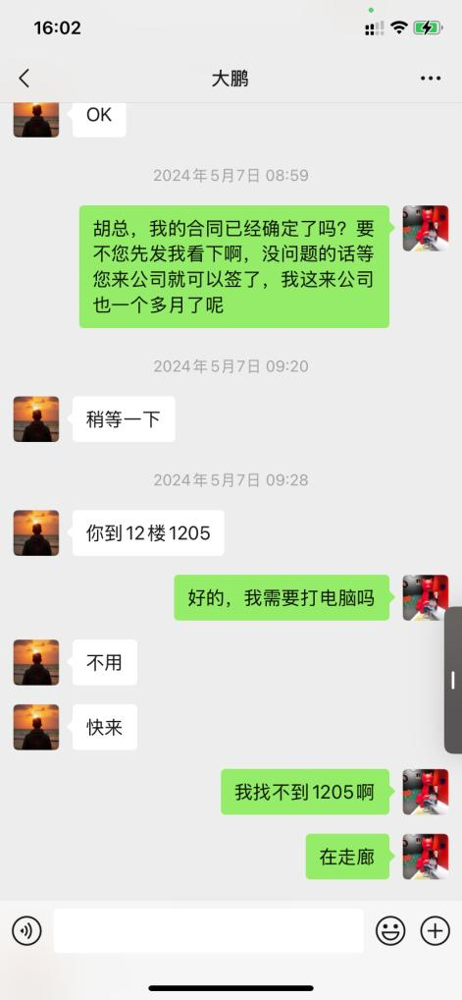 16:02
大鹏
OK
2024年5月7日 08:59
胡总，我的合同已经确定了吗？要
不您先发我看下啊，没问题的话等
您来公司就可以签了，我这来公司
也一个多月了呢
2024年5月7日 09:20
稍等一下
2024年5月7日 09:28
你到12楼1205
好的，我需要打电脑吗
不用
快来
我找不到1205啊
在走廊